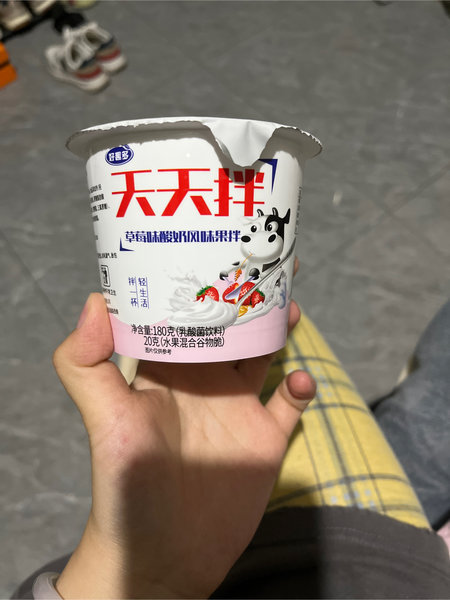 好零多
天天拌
草莓味酸奶风味果拌
轻生活
拌一杯
净含量:180克(乳酸菌饮料)
20克(水果混合谷物脆)
图片仅供参考